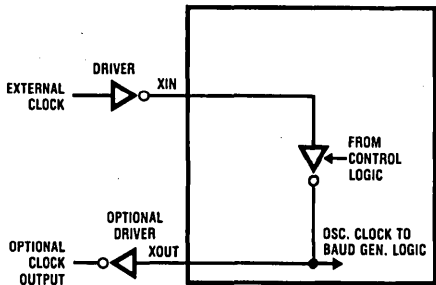 DRIVER
XIN
EXTERNAL
CLOCK
FROM
CONTROL
LOGIC
OPTIONAL
DRIVER
XOUT
OSC. CLOCK TO
BAUD GEN. LOGIC
OPTIONAL
CLOCK
OUTPUT